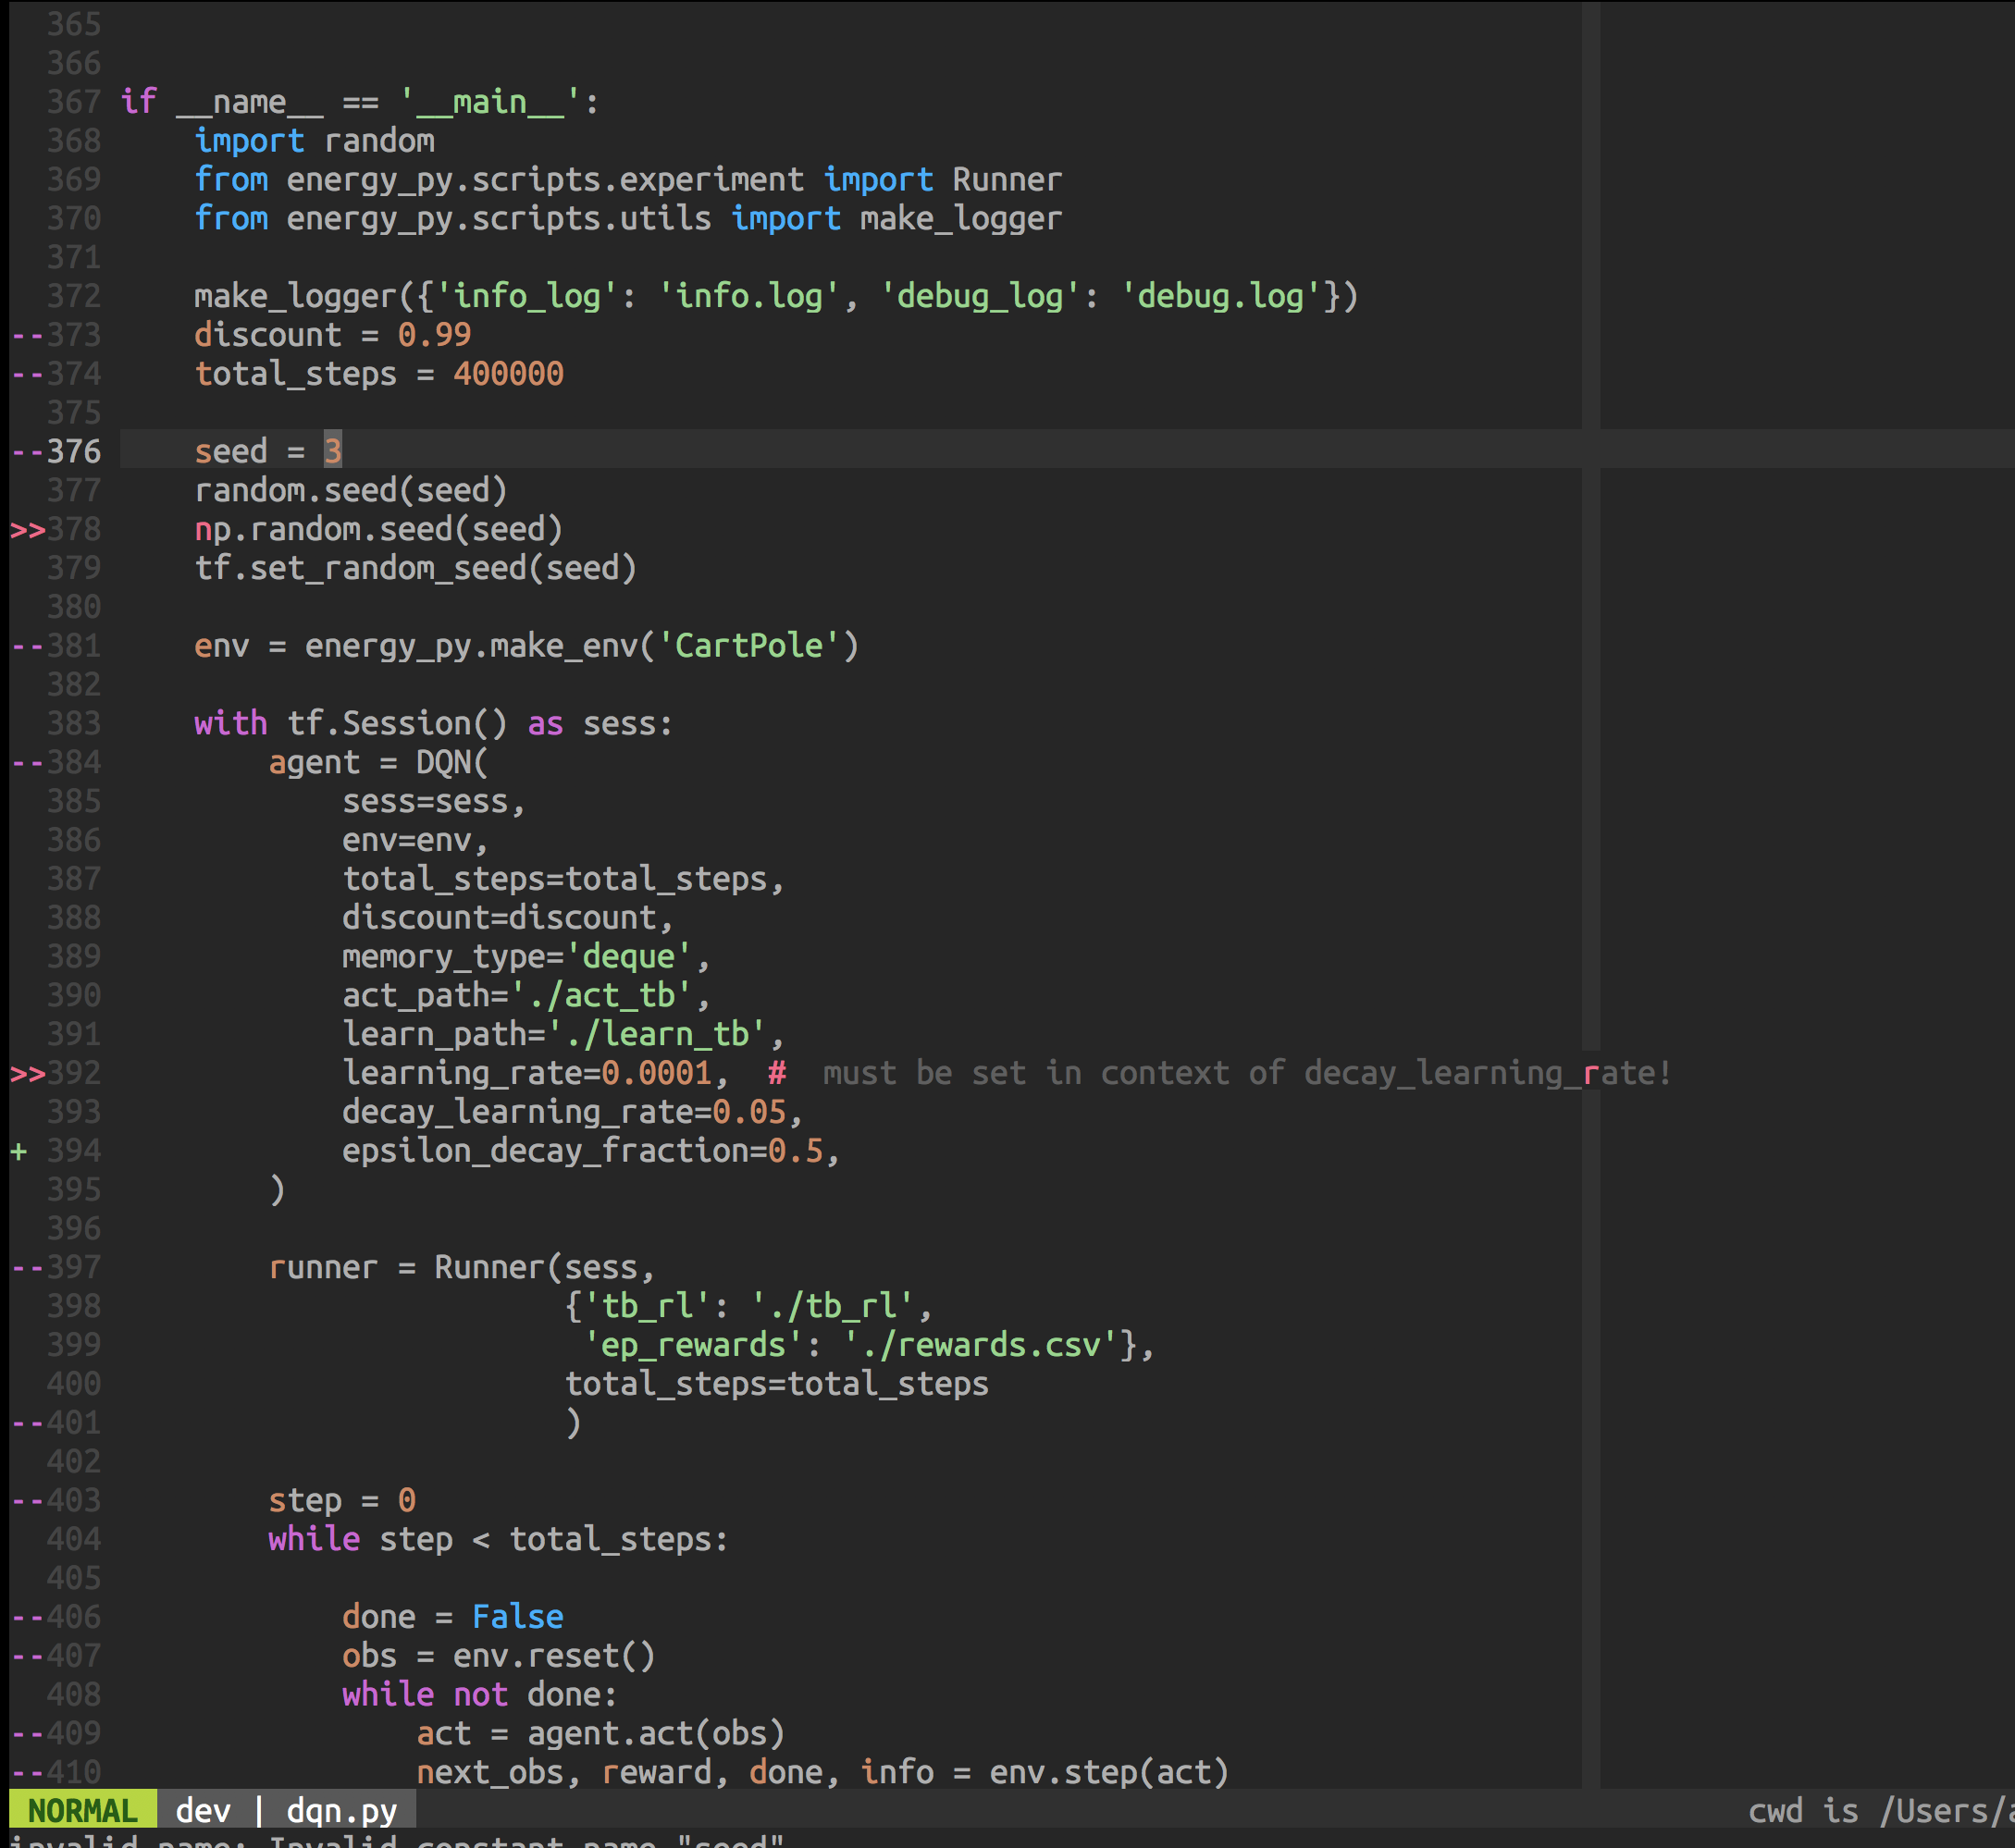 365
366
367 if __name__ == '__main__':
368     import random
369     from energy_py.scripts.experiment import Runner
370     from energy_py.scripts.utils import make_logger
371
372     make_logger({'info_log': 'info.log', 'debug_log': 'debug.log'})
--373     discount = 0.99
--374     total_steps = 400000
375
--376     seed = 3
377     random.seed(seed)
>>378     np.random.seed(seed)
379     tf.set_random_seed(seed)
380
--381     env = energy_py.make_env('CartPole')
382
383     with tf.Session() as sess:
--384         agent = DQN(
385             sess=sess,
386             env=env,
387             total_steps=total_steps,
388             discount=discount,
389             memory_type='deque',
390             act_path='./act_tb',
391             learn_path='./learn_tb',
>>392             learning_rate=0.0001,  #  must be set in context of decay_learning_rate!
393             decay_learning_rate=0.05,
+ 394             epsilon_decay_fraction=0.5,
395         )
396
--397         runner = Runner(sess,
398                         {'tb_rl': './tb_rl',
399                          'ep_rewards': './rewards.csv'},
400                         total_steps=total_steps
--401                         )
402
--403         step = 0
404         while step < total_steps:
405
--406             done = False
--407             obs = env.reset()
408             while not done:
--409                 act = agent.act(obs)
--410                 next_obs, reward, done, info = env.step(act)
NORMAL dev | dqn.py cwd is /Users/
invalid name: Invalid constant name "seed"